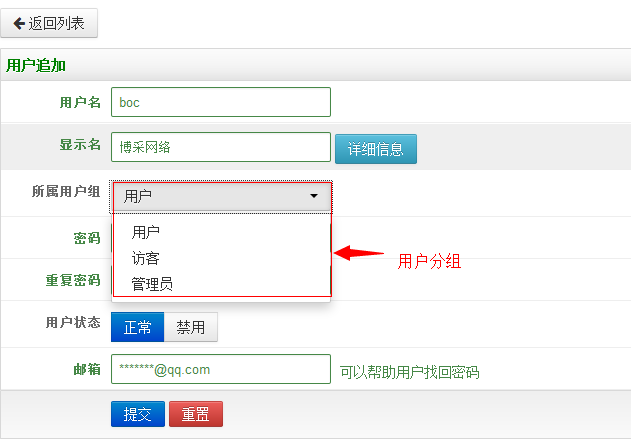 返回列表
用户追加
用户名 boc
显示名 博采网络 详细信息
所属用户组 用户
用户
密码
访客
用户分组
重复密码
管理员
用户状态 正常 禁用
邮箱 *******@qq.com 可以帮助用户找回密码
提交 重置